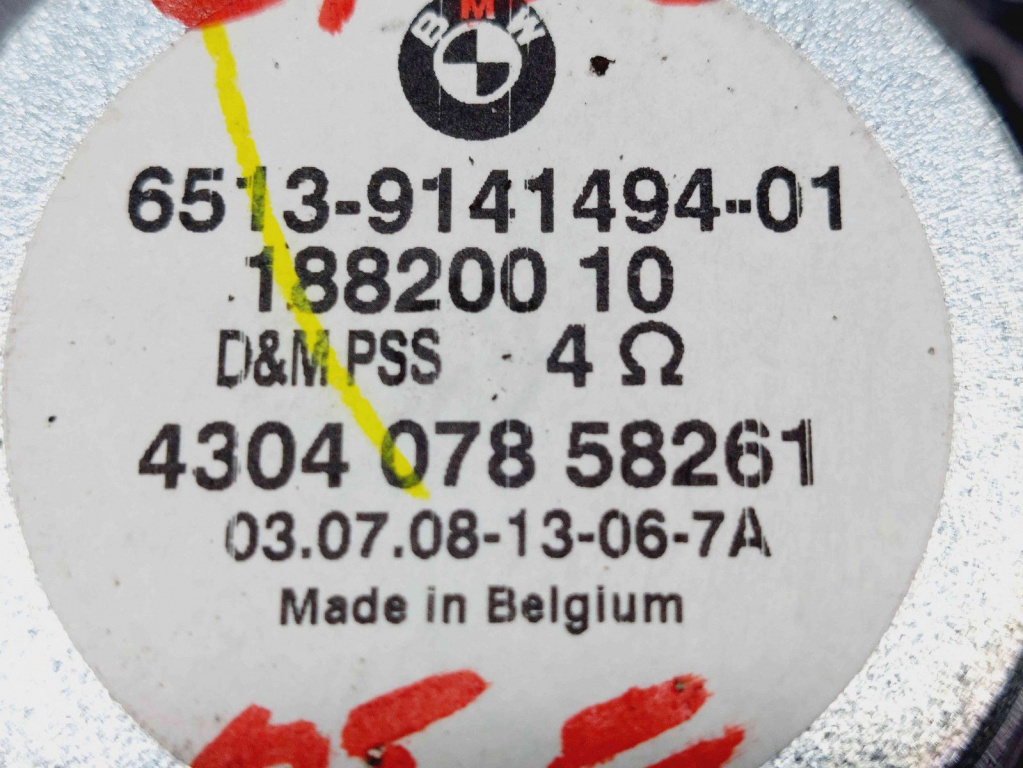 BMW
6513-9141494-01
188200 10
D&M PSS 4 Ω
4304 078 58261
03.07.08-13-06-7A
Made in Belgium